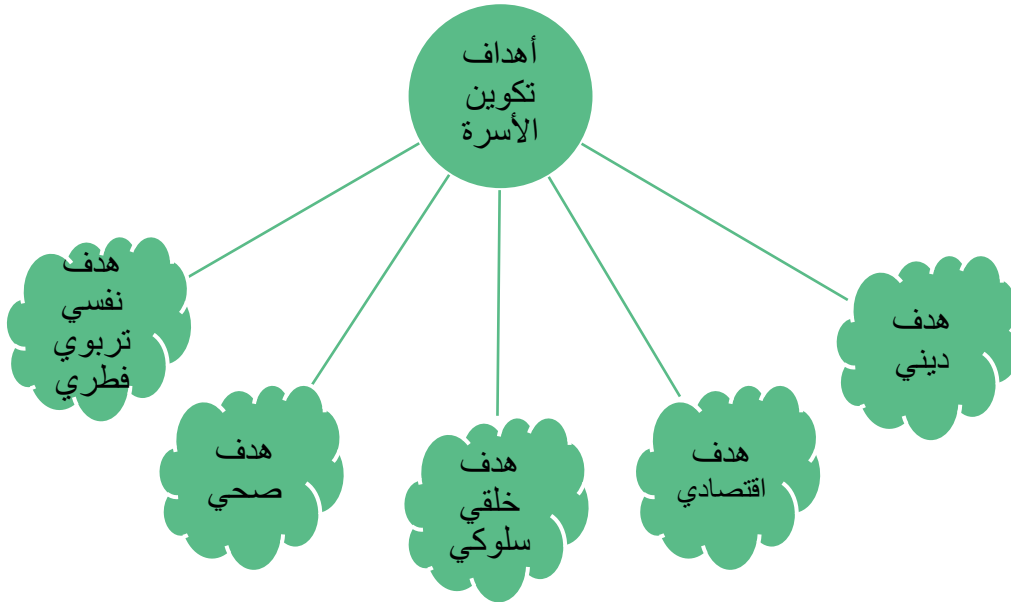 أهداف
تكوين
الأسرة
هدف
ديني
هدف
اقتصادي
هدف
خلقي
سلوكي
هدف
صحي
هدف
نفسي
تربوي
فطري